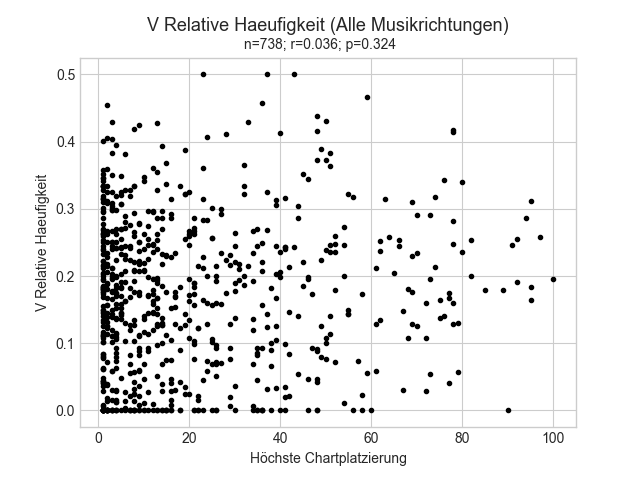 V Relative Haeufigkeit (Alle Musikrichtungen)
n=738; r=0.036; p=0.324
0.5
0.4
0.3
0.2
0.1
0.0
V Relative Haeufigkeit
0 20 40 60 80 100
Höchste Chartplatzierung